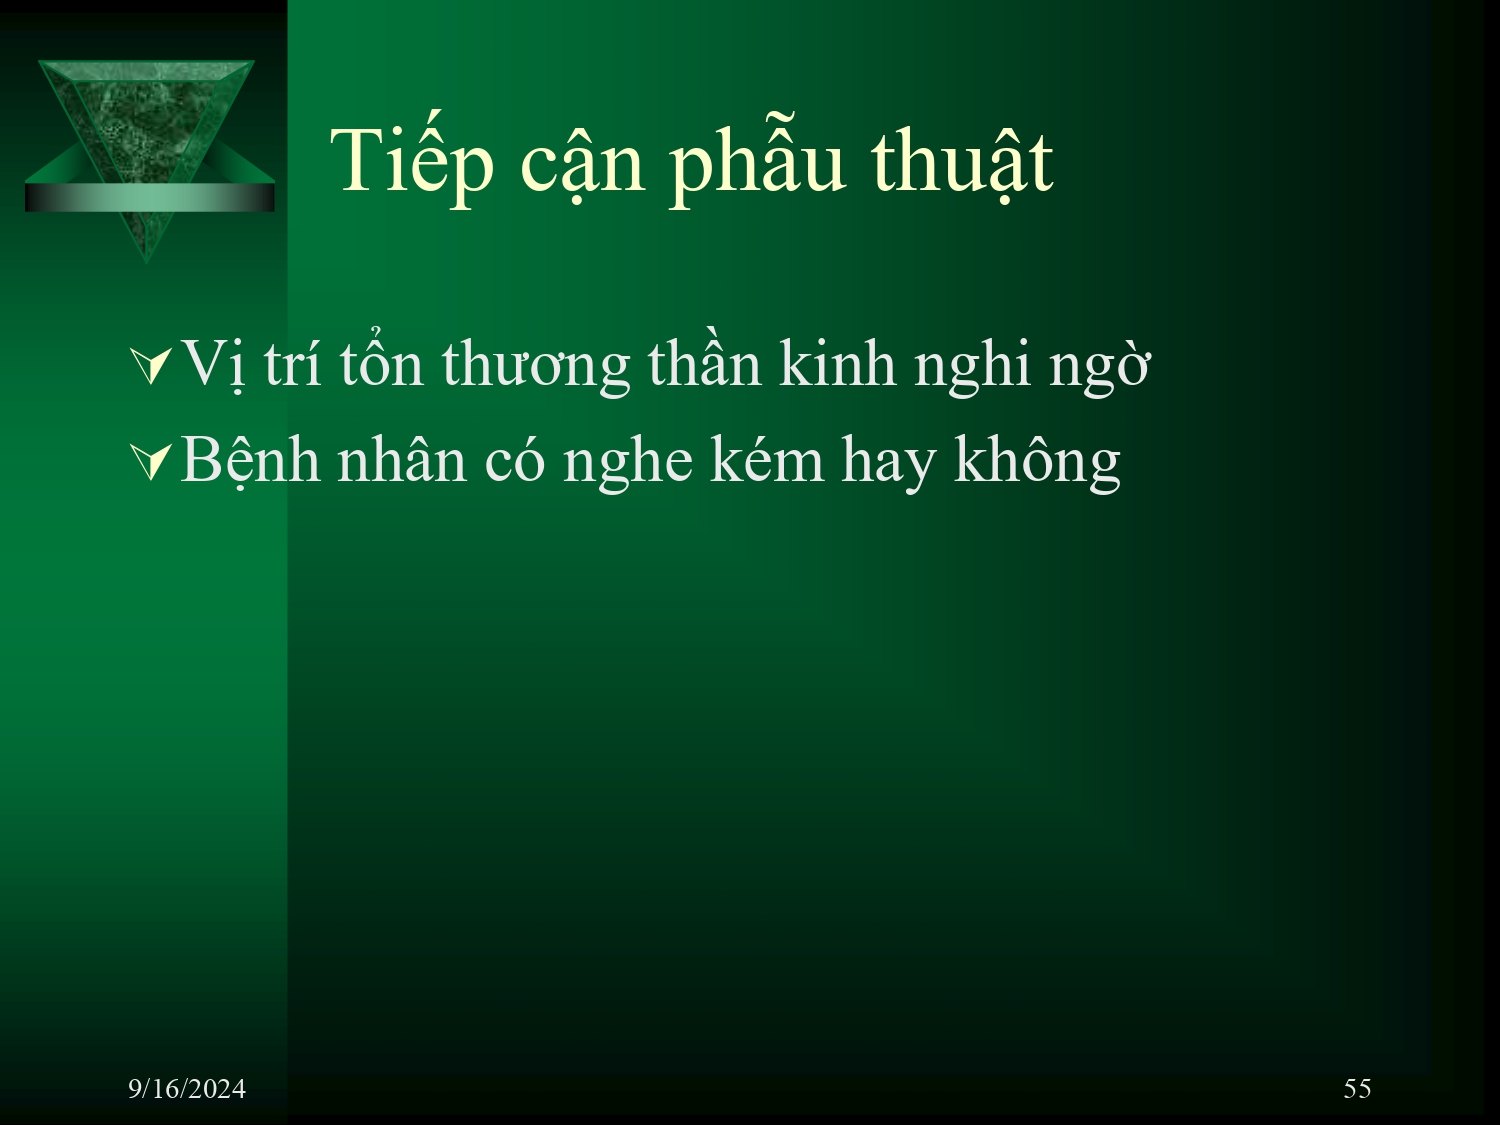 Tiếp cận phẫu thuật
Vị trí tổn thương thần kinh nghi ngờ
Bệnh nhân có nghe kém hay không
9/16/2024
55